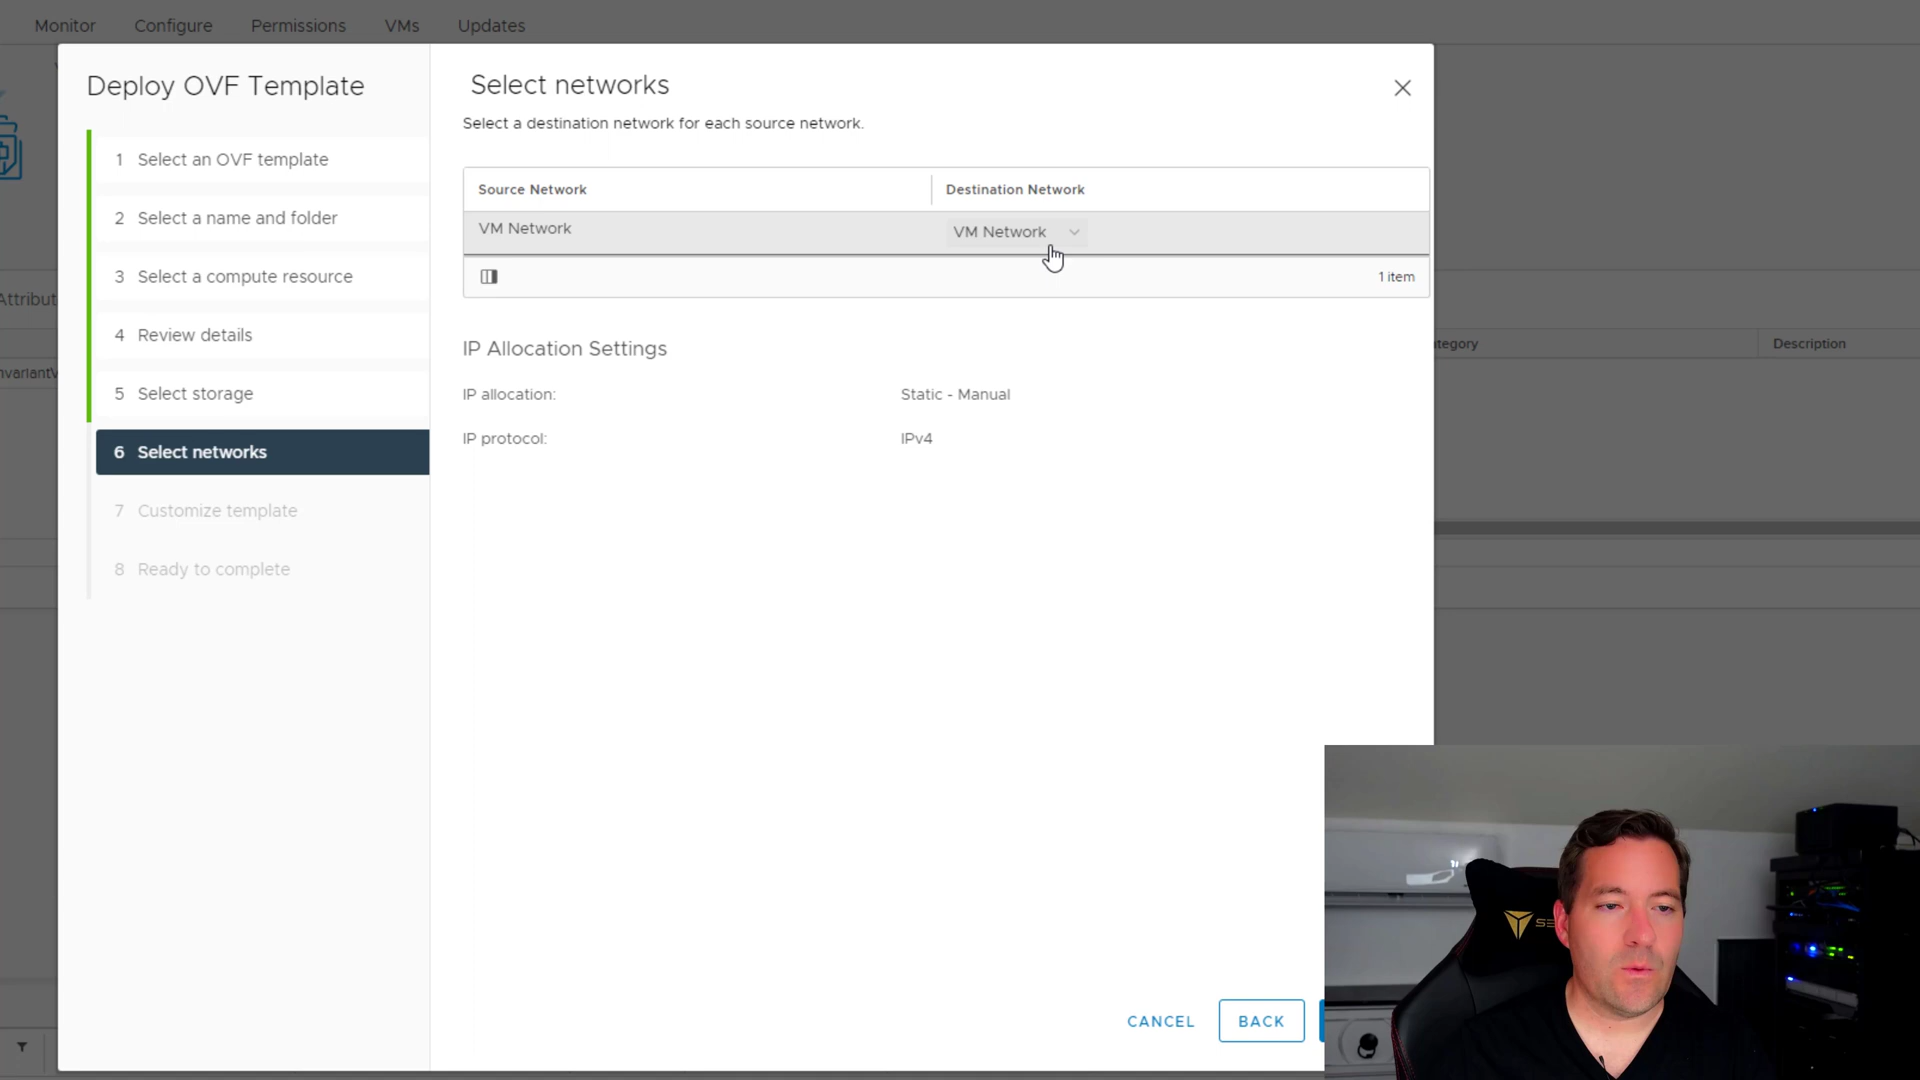 Monitor Configure Permissions VMs Updates
Deploy OVF Template
1 Select an OVF template
2 Select a name and folder
3 Select a compute resource
4 Review details
5 Select storage
6 Select networks
7 Customize template
8 Ready to complete
Select networks
Select a destination network for each source network.
Source Network Destination Network
VM Network VM Network
1 item
IP Allocation Settings
IP allocation: Static - Manual
IP protocol: IPv4
CANCEL BACK
Attribut
nvariantV
tegory Description
SE